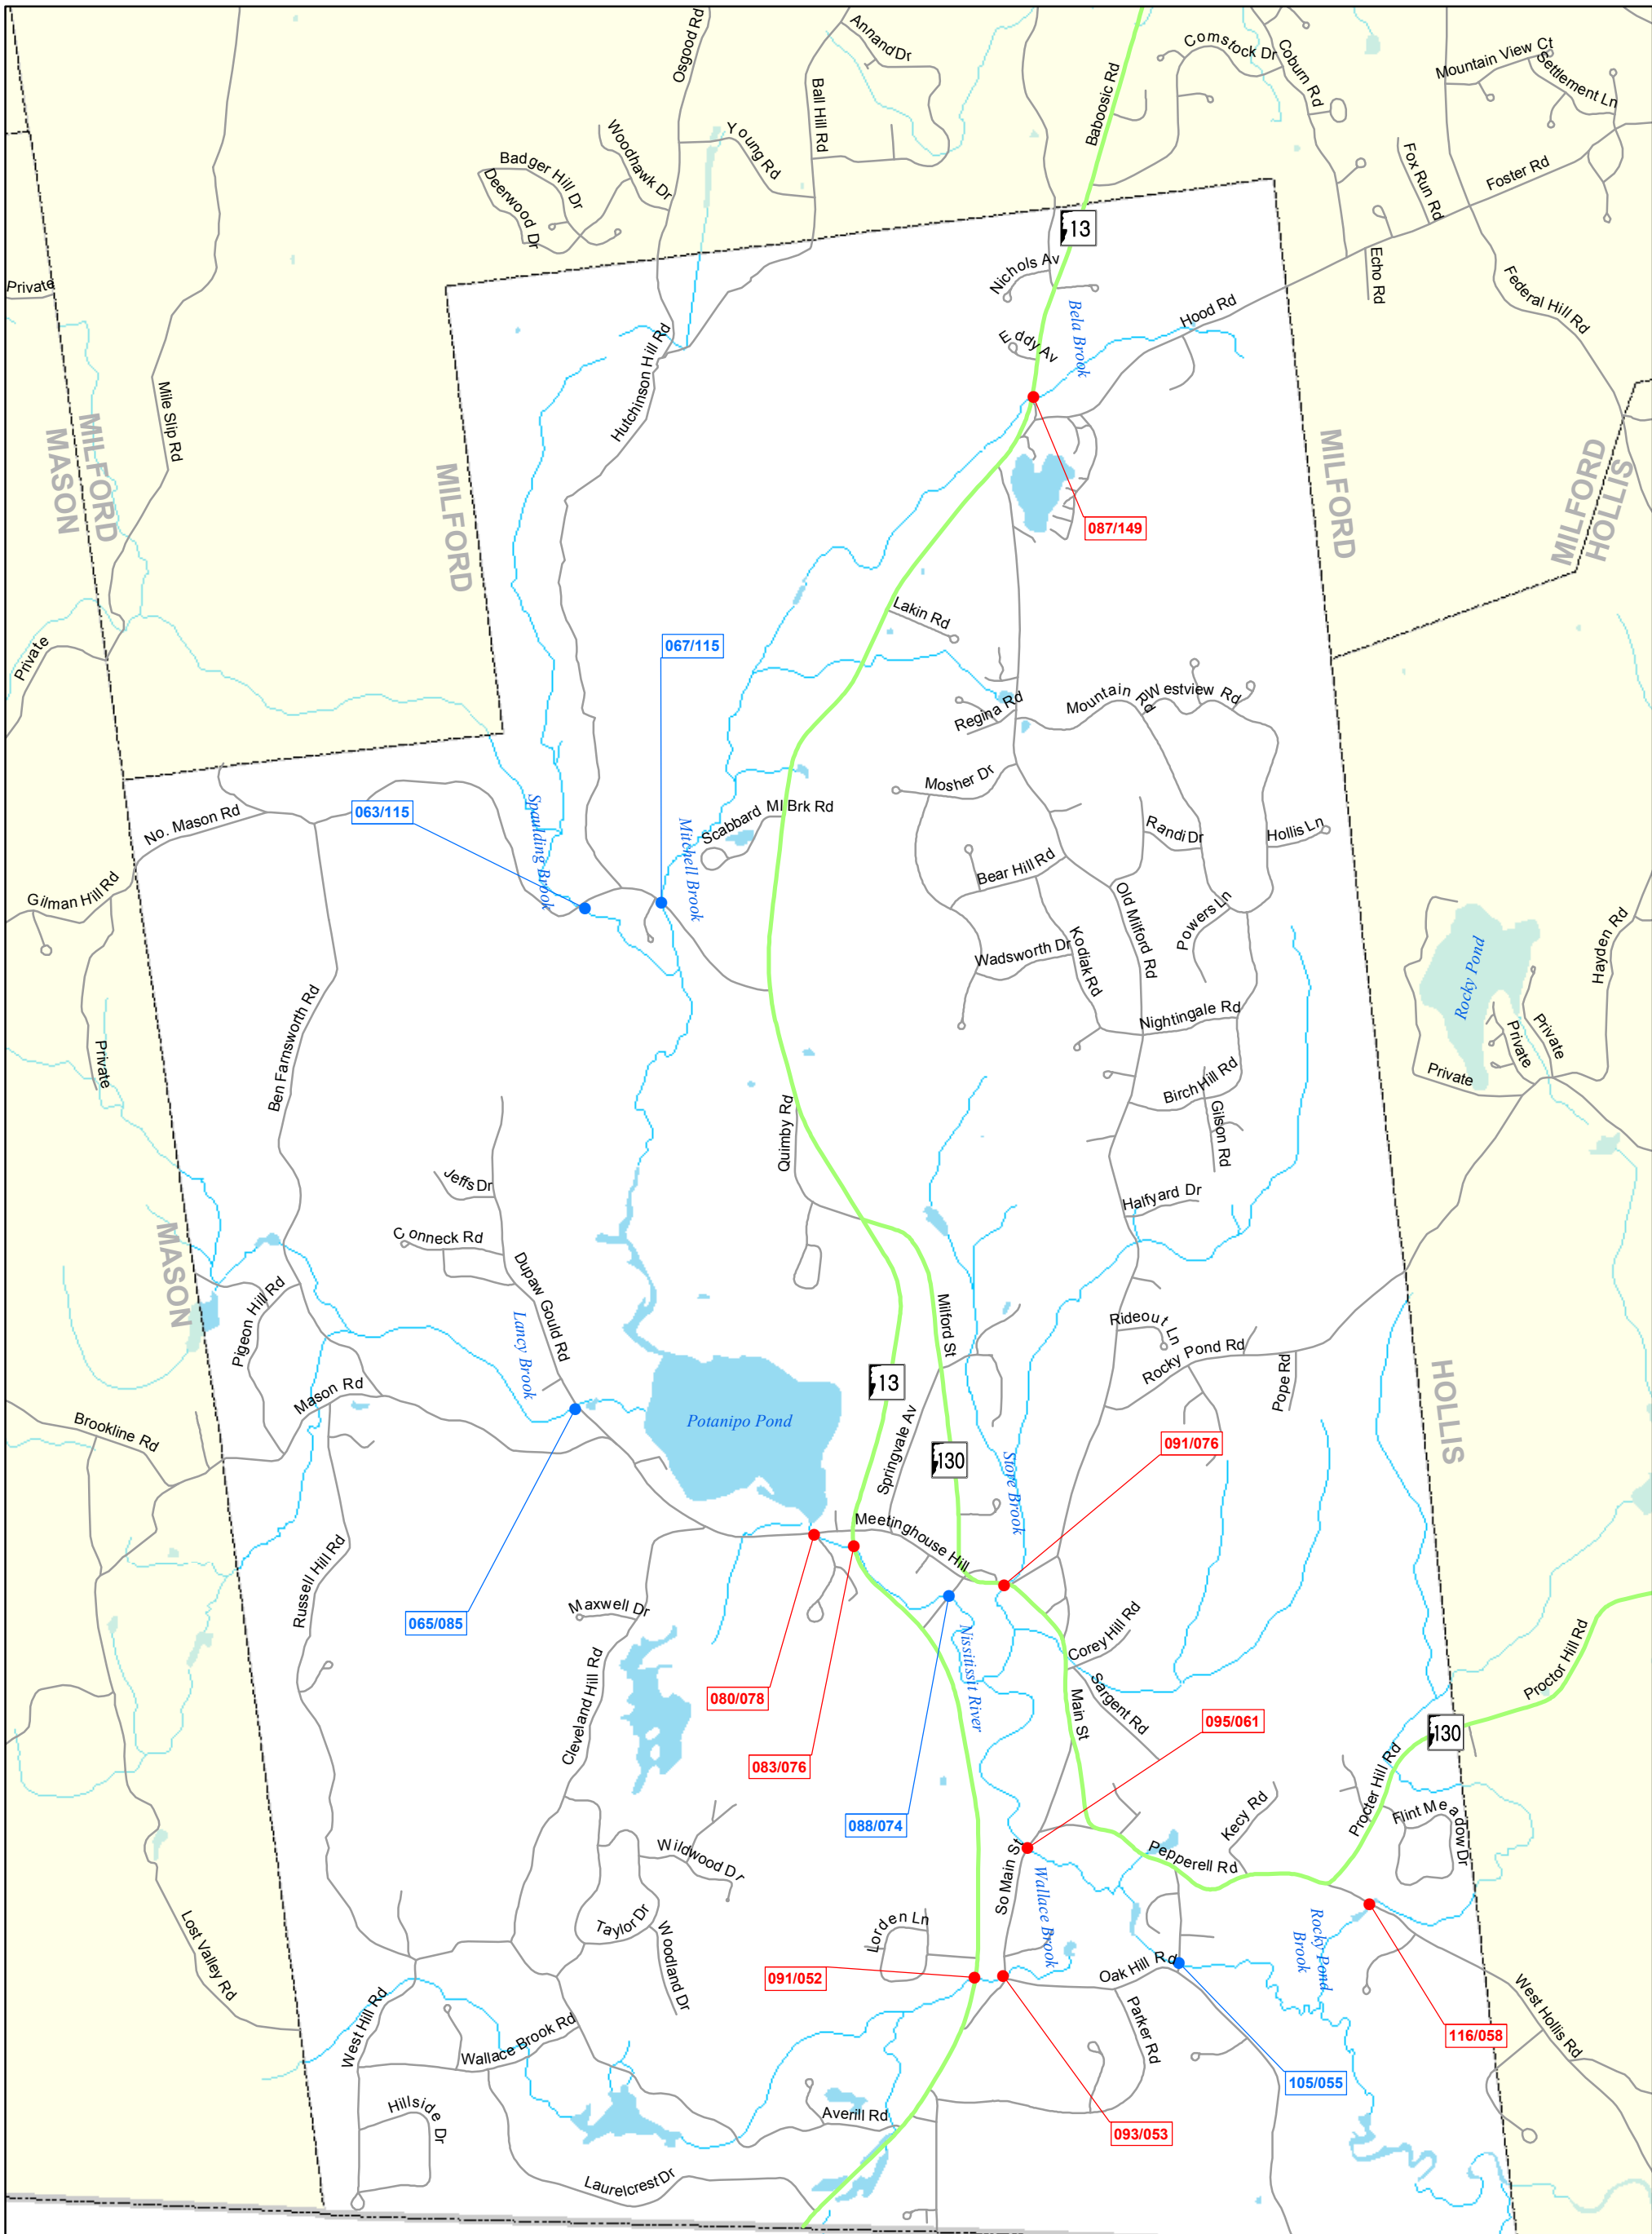 Osgood Rd
Annand Dr
Ball Hill Rd
Young Rd
Woodhawk Dr
Badger Hill Dr
Deerwood Dr
Baboosic Rd
Comstock Dr
Coburn Rd
Mountain View Ct
Settlement Ln
Fox Run Rd
Foster Rd
Echo Rd
Federal Hill Rd
Private
Mile Slip Rd
MILFORD
MASON
MILFORD
13
Nichols Av
Eddy Av
Bela Brook
Hood Rd
Hutchinson Hill Rd
087/149
MILFORD
MILFORD
HOLLIS
Private
Lakin Rd
067/115
Regina Rd
Mountain Rd
Westview Rd
Mosher Dr
063/115
No. Mason Rd
Spaulding Brook
Mitchell Brook
Scabbard Ml Brk Rd
Randi Dr
Hollis Ln
Bear Hill Rd
Old Milford Rd
Powers Ln
Gilman Hill Rd
Wadsworth Dr
Kodiak Rd
Rocky Pond
Hayden Rd
Nightingale Rd
Private
Private
Private
Private
Ben Farnsworth Rd
Birch Hill Rd
Gilson Rd
Quimby Rd
Jeffs Dr
Halfyard Dr
Conneck Rd
Dupaw Gould Rd
MASON
Pigeon Hill Rd
Lancy Brook
Milford St
Rideout Ln
Rocky Pond Rd
Pope Rd
Mason Rd
13
HOLLIS
Brookline Rd
Potanipo Pond
Springvale Av
130
Store Brook
091/076
Meetinghouse Hill
Russell Hill Rd
Maxwell Dr
065/085
Corey Hill Rd
Sargent Rd
Nissitissit River
Main St
Cleveland Hill Rd
080/078
083/076
095/061
Proctor Hill Rd
130
088/074
Procter Hill Rd
Flint Meadow Dr
Kecy Rd
Pepperell Rd
Wildwood Dr
So Main St
Wallace Brook
Taylor Dr
Woodland Dr
Lorden Ln
Rocky Pond
Brook
Lost Valley Rd
091/052
Oak Hill Rd
West Hill Rd
Wallace Brook Rd
Parker Rd
West Hollis Rd
116/058
105/055
Hillside Dr
Averill Rd
093/053
Laurelcrest Dr